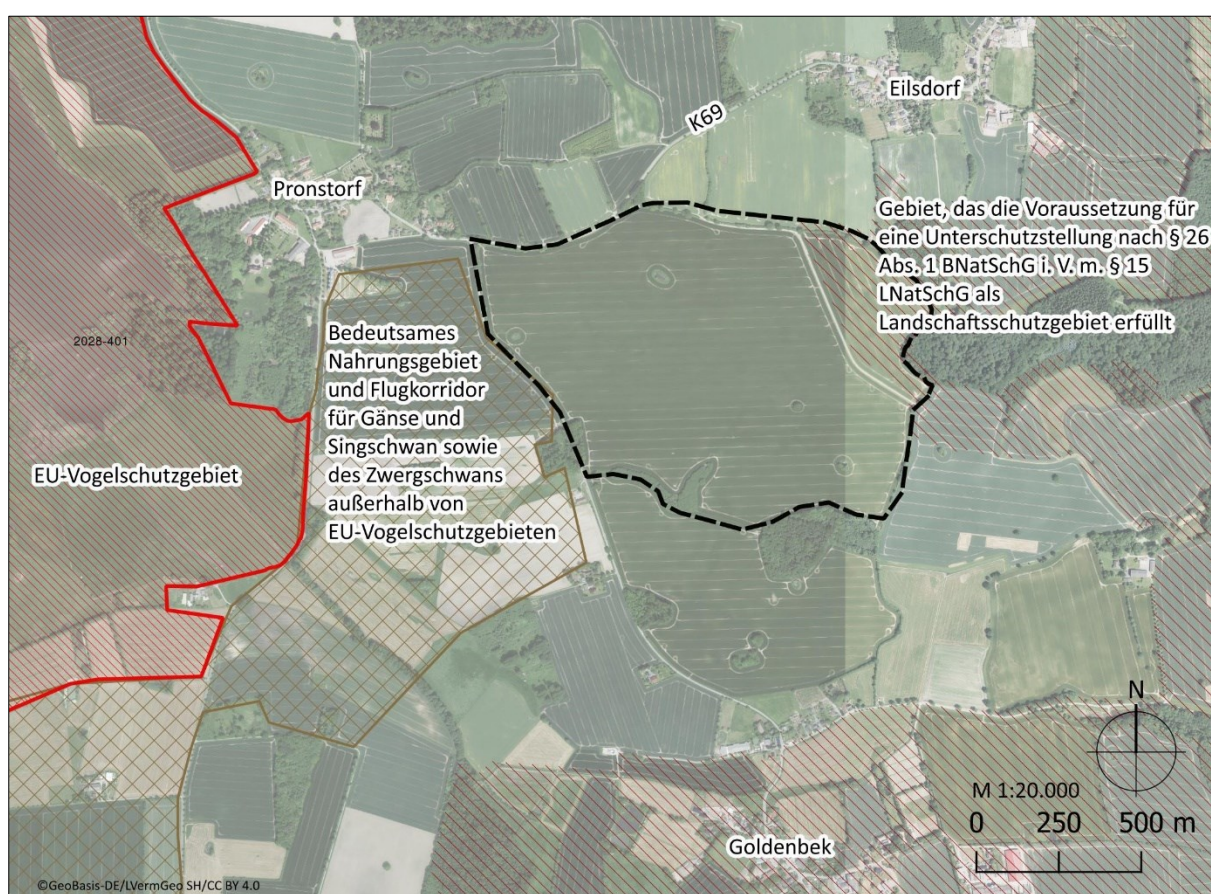 Eilsdorf
K69
Pronstorf
Gebiet, das die Voraussetzung für
eine Unterschutzstellung nach § 26
Abs. 1 BNatSchG i. V. m. § 15
LNatSchG als
Landschaftsschutzgebiet erfüllt
2028-401
Bedeutsames
Nahrungsgebiet
und Flugkorridor
für Gänse und
Singschwan sowie
des Zwergschwans
außerhalb von
EU-Vogelschutzgebieten
EU-Vogelschutzgebiet
N
M 1:20.000
0 250 500 m
Goldenbek
©GeoBasis-DE/LVermGeo SH/CC BY 4.0